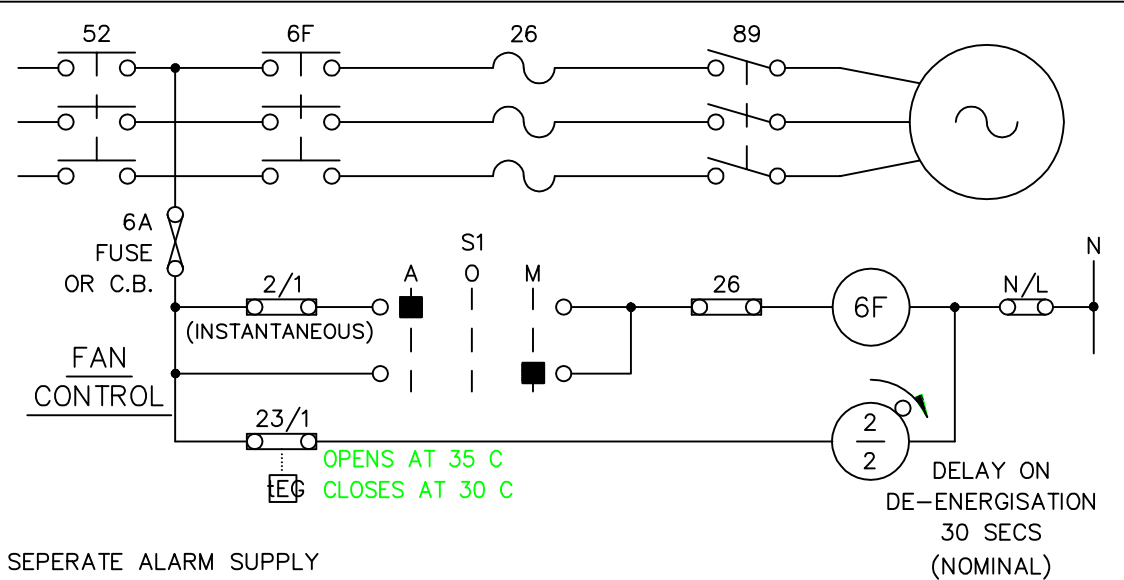 52 6F 26 89
6A
FUSE
OR C.B.
S1
A O M
N
2/1
(INSTANTANEOUS)
26
6F
N/L
FAN
CONTROL
23/1
OPENS AT 35 C
CLOSES AT 30 C
2
2
DELAY ON
DE-ENERGISATION
30 SECS
(NOMINAL)
SEPERATE ALARM SUPPLY